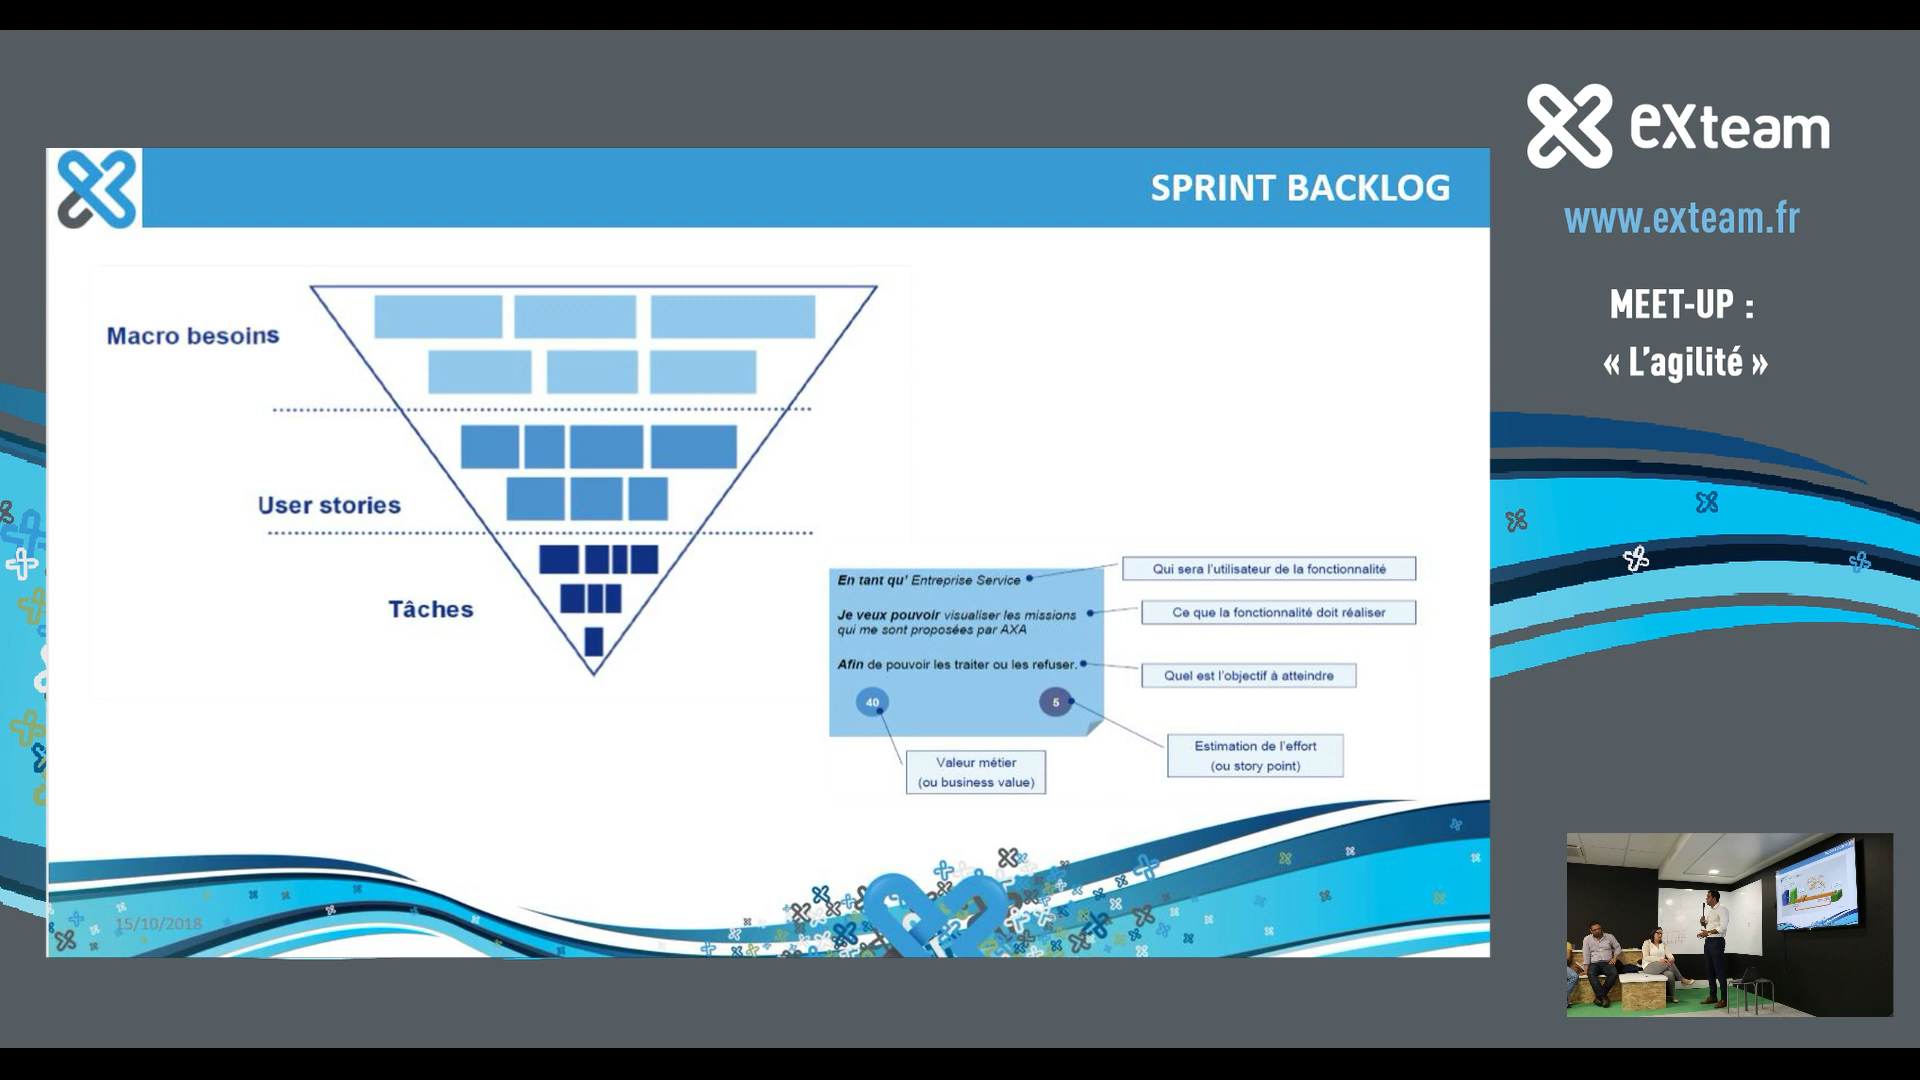 SPRINT BACKLOG
Macro besoins
User stories
Tâches
En tant qu' Entreprise Service
Je veux pouvoir visualiser les missions
qui me sont proposées par AXA
Afin de pouvoir les traiter ou les refuser.
40
5
Qui sera l'utilisateur de la fonctionnalité
Ce que la fonctionnalité doit réaliser
Quel est l'objectif à atteindre
Estimation de l'effort
(ou story point)
Valeur métier
(ou business value)
15/10/2018
eXteam
www.exteam.fr
MEET-UP :
« L'agilité »